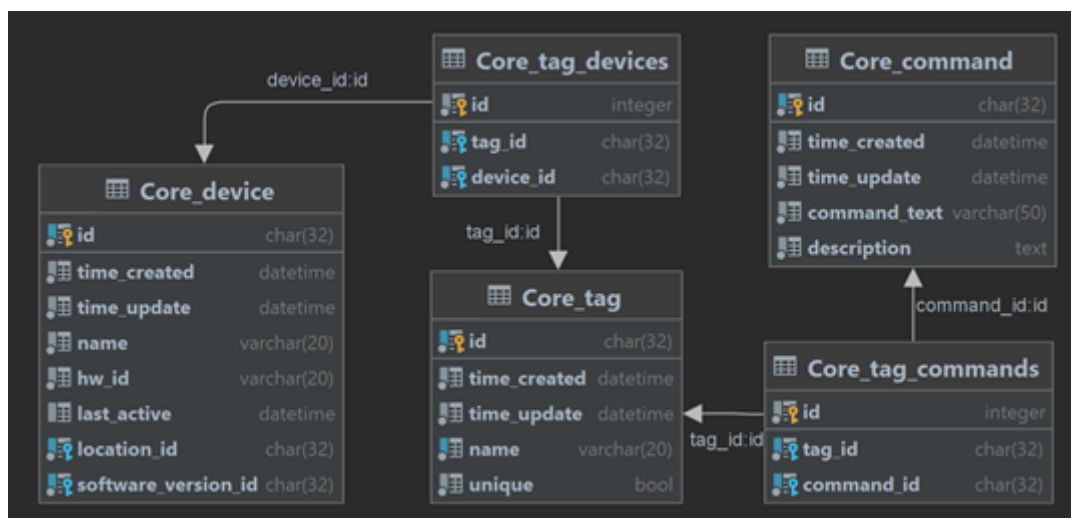 Core_tag_devices
id integer
tag_id char(32)
device_id char(32)
Core_command
id char(32)
time_created datetime
time_update datetime
command_text varchar(50)
description text
device_id:id
Core_device
id char(32)
time_created datetime
time_update datetime
name varchar(20)
hw_id varchar(20)
last_active datetime
location_id char(32)
software_version_id char(32)
tag_id:id
Core_tag
id char(32)
time_created datetime
time_update datetime
name varchar(20)
unique bool
command_id:id
Core_tag_commands
id integer
tag_id char(32)
command_id char(32)
tag_id:id